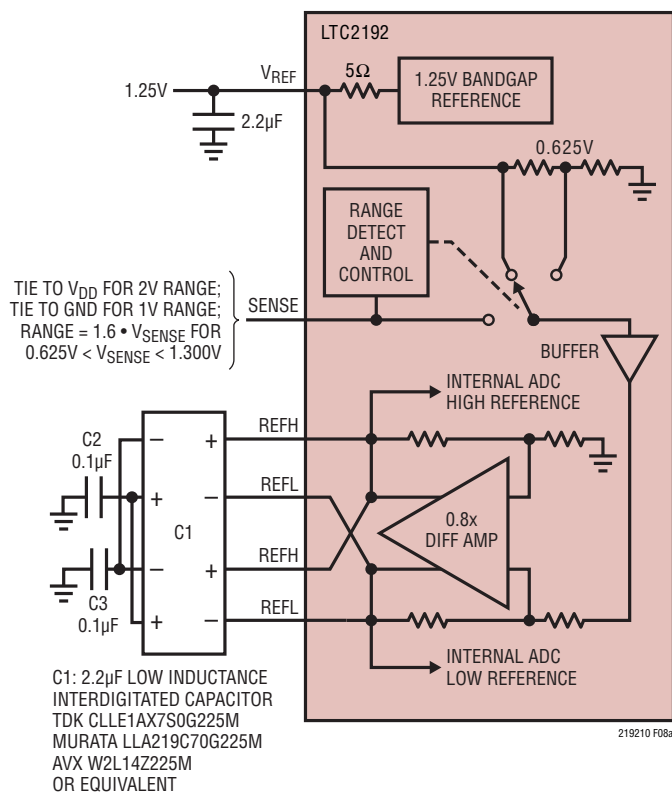 LTC2192
VREF
5Ω
1.25V
1.25V BANDGAP
REFERENCE
2.2µF
0.625V
RANGE
DETECT
AND
CONTROL
TIE TO VDD FOR 2V RANGE;
TIE TO GND FOR 1V RANGE;
RANGE = 1.6 • VSENSE FOR
0.625V < VSENSE < 1.300V
SENSE
BUFFER
INTERNAL ADC
HIGH REFERENCE
C2
0.1µF
–
+
REFH
+
–
REFL
C1
0.8x
DIFF AMP
–
+
REFH
C3
0.1µF
+
–
REFL
INTERNAL ADC
LOW REFERENCE
C1: 2.2µF LOW INDUCTANCE
INTERDIGITATED CAPACITOR
TDK CLLE1AX7S0G225M
MURATA LLA219C70G225M
AVX W2L14Z225M
OR EQUIVALENT
219210 F08a